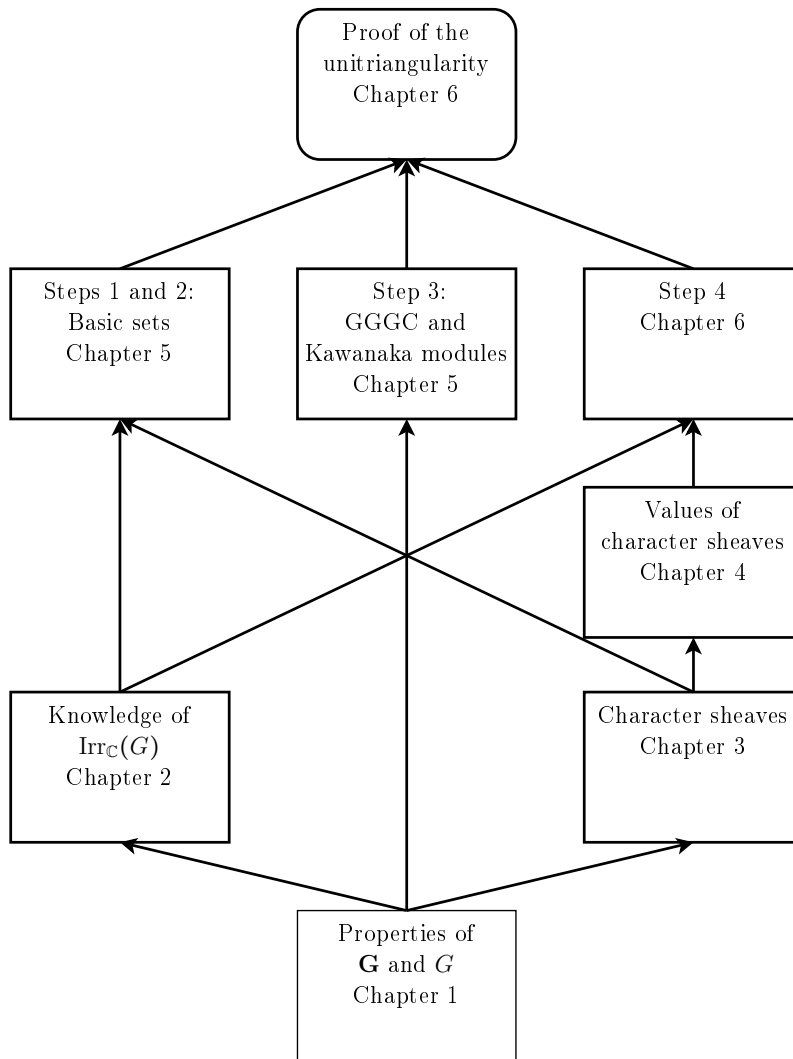 Proof of the
unitriangularity
Chapter 6
Steps 1 and 2:
Basic sets
Chapter 5
Step 3:
GGGC and
Kawanaka modules
Chapter 5
Step 4
Chapter 6
Values of
character sheaves
Chapter 4
Knowledge of
Irr_ℂ(G)
Chapter 2
Character sheaves
Chapter 3
Properties of
𝐆 and G
Chapter 1